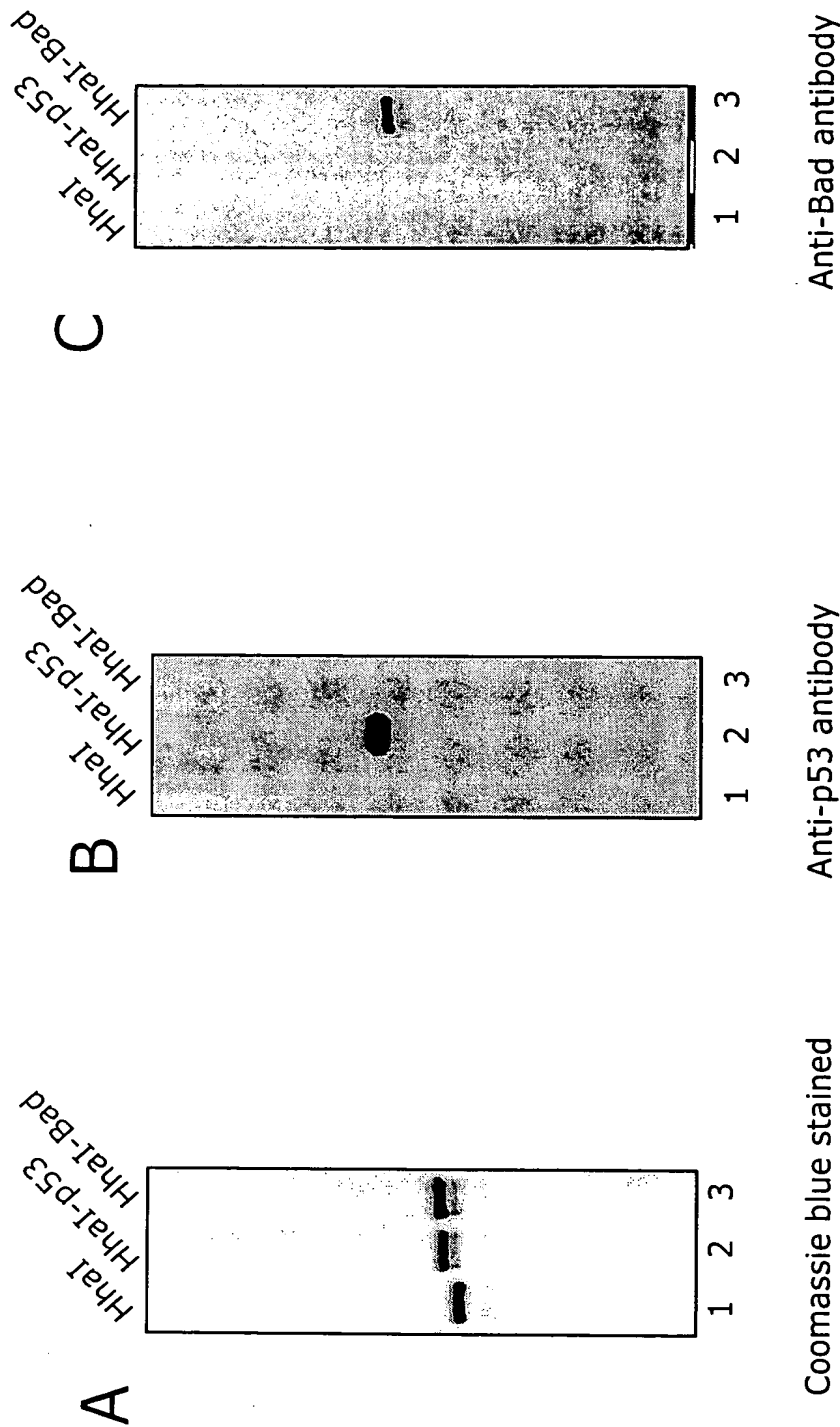 A
HhaI
HhaI-p53
HhaI-Bad
1 2 3
Coomassie blue stained
B
HhaI
HhaI-p53
HhaI-Bad
1 2 3
Anti-p53 antibody
C
HhaI
HhaI-p53
HhaI-Bad
1 2 3
Anti-Bad antibody